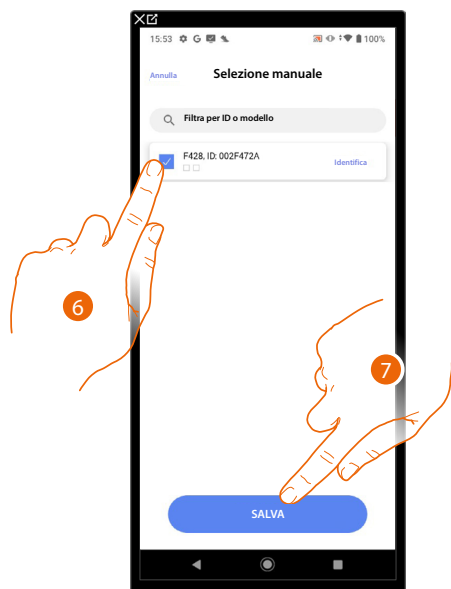 15:53 100%
Annulla Selezione manuale
Filtra per ID o modello
F428, ID: 002F472A
Identifica
6
7
SALVA